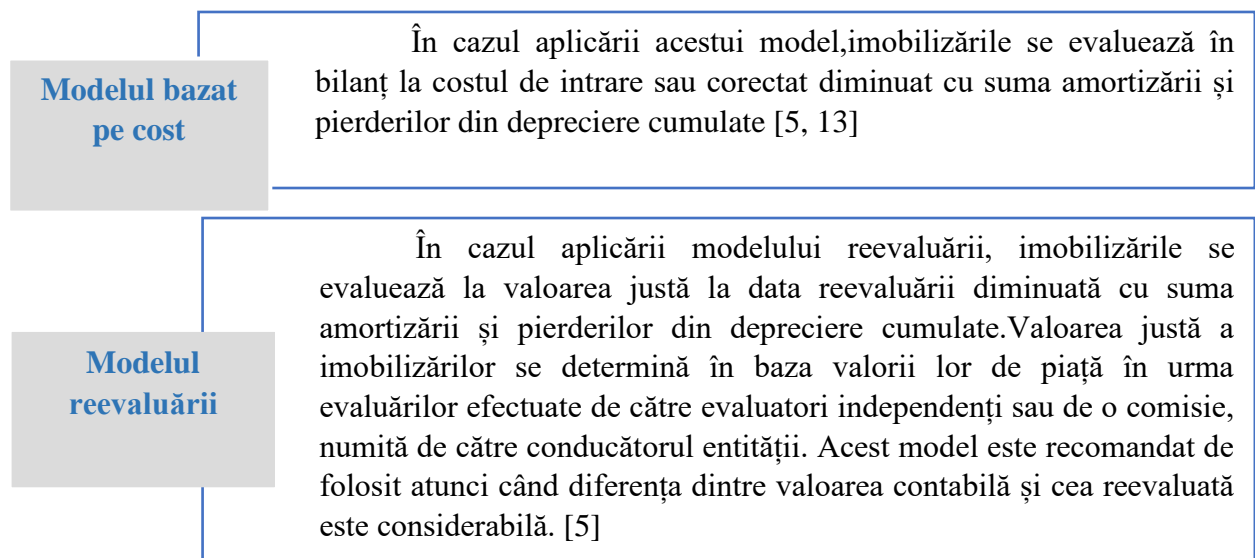 Modelul bazat
pe cost
În cazul aplicării acestui model,imobilizările se evaluează în
bilanț la costul de intrare sau corectat diminuat cu suma amortizării și
pierderilor din depreciere cumulate [5, 13]
Modelul
reevaluării
În cazul aplicării modelului reevaluării, imobilizările se
evaluează la valoarea justă la data reevaluării diminuată cu suma
amortizării și pierderilor din depreciere cumulate.Valoarea justă a
imobilizărilor se determină în baza valorii lor de piață în urma
evaluărilor efectuate de către evaluatori independenți sau de o comisie,
numită de către conducătorul entității. Acest model este recomandat de
folosit atunci când diferența dintre valoarea contabilă și cea reevaluată
este considerabilă. [5]